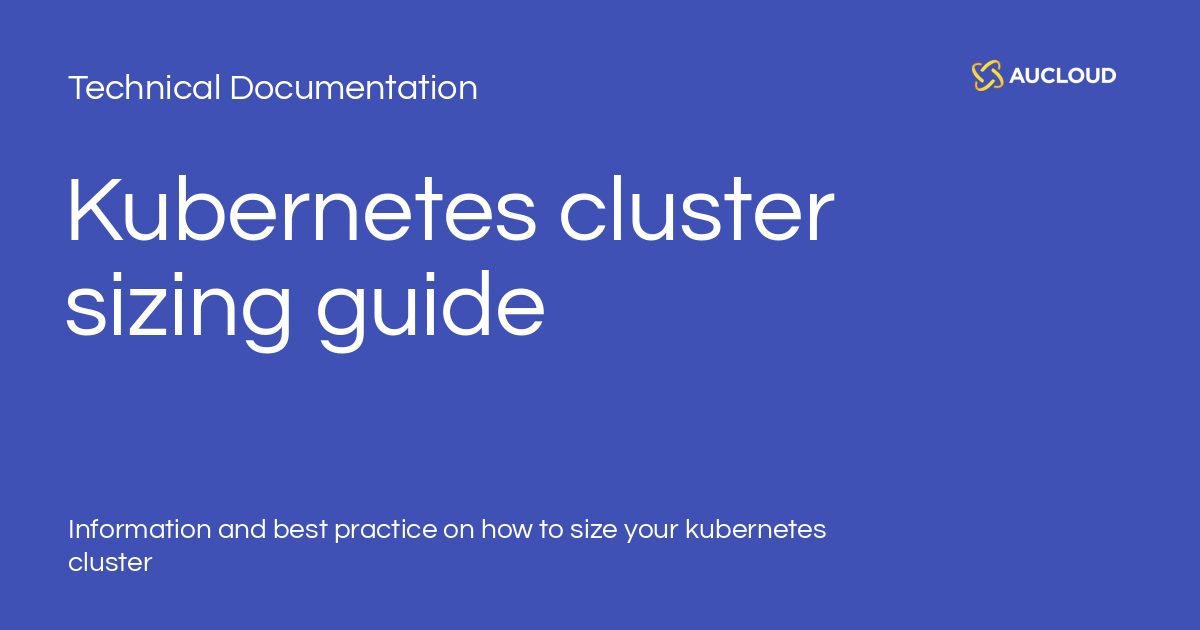 Technical Documentation
AUCLOUD
Kubernetes cluster
sizing guide
Information and best practice on how to size your kubernetes
cluster